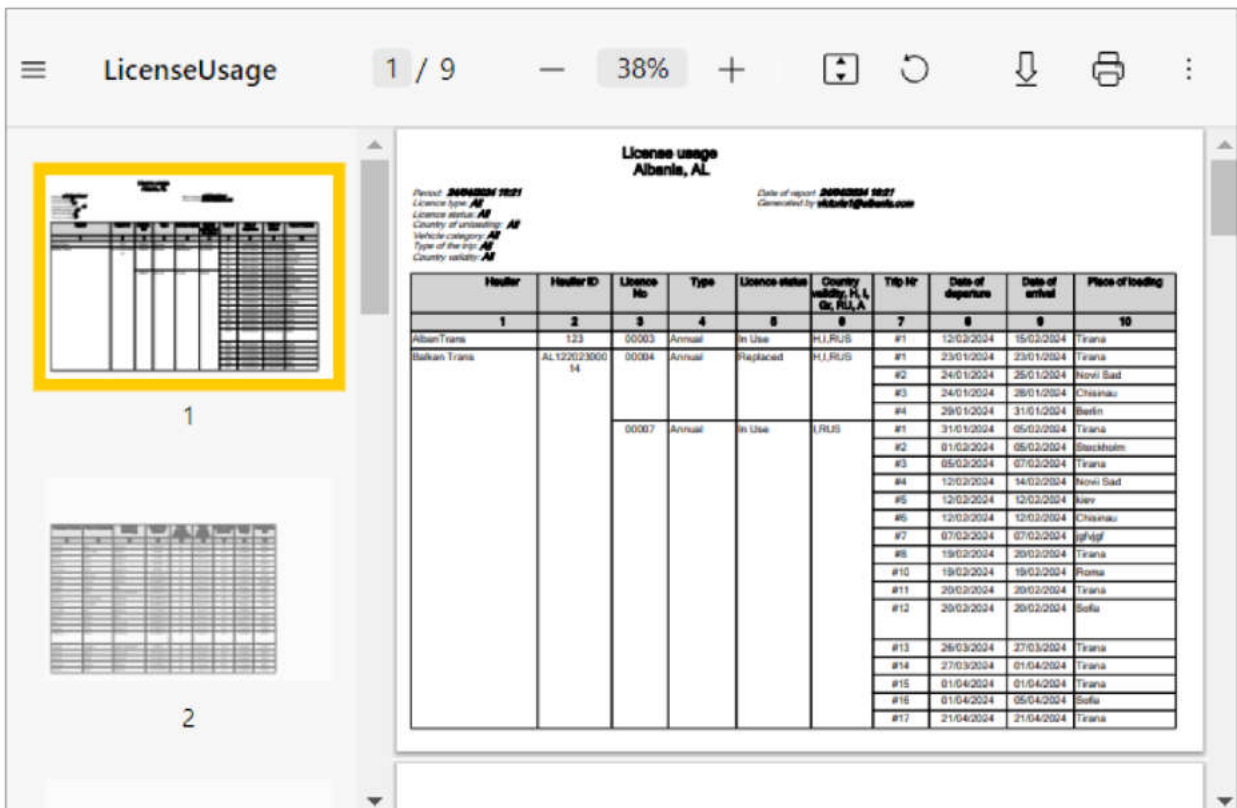 LicenseUsage 1 / 9 38%
License usage
Albania, AL
Period: 24/04/2024 10:21
Licence type: All
Licence status: All
Country of unloading: All
Vehicle category: All
Type of the trip: All
Country validity: All
Date of report:
Generated by
Haulier Haulier ID Licence No Type Licence status Country validity, H, I, Gr, RU, A Trip Nr Date of departure Date of arrival Place of loading
1 2 3 4 5 6 7 8 9 10
AlbanTrans 123 00003 Annual In Use H,I,RUS #1 12/02/2024 15/02/2024 Tirana
Balkan Trans AL12202300014 00004 Annual Replaced H,I,RUS #1 23/01/2024 23/01/2024 Tirana
#2 24/01/2024 25/01/2024 Novii Sad
#3 24/01/2024 28/01/2024 Chisinau
#4 29/01/2024 31/01/2024 Berlin
00007 Annual In Use I,RUS #1 31/01/2024 05/02/2024 Tirana
#2 01/02/2024 05/02/2024 Stockholm
#3 05/02/2024 07/02/2024 Tirana
#4 12/02/2024 14/02/2024 Novii Sad
#5 12/02/2024 12/02/2024 kiev
#6 12/02/2024 12/02/2024 Chisinau
#7 07/02/2024 07/02/2024
#8 19/02/2024 20/02/2024 Tirana
#10 19/02/2024 19/02/2024 Roma
#11 20/02/2024 20/02/2024 Tirana
#12 20/02/2024 20/02/2024 Sofia
#13 26/03/2024 27/03/2024 Tirana
#14 27/03/2024 01/04/2024 Tirana
#15 01/04/2024 01/04/2024 Tirana
#16 01/04/2024 05/04/2024 Sofia
#17 21/04/2024 21/04/2024 Tirana
1
2